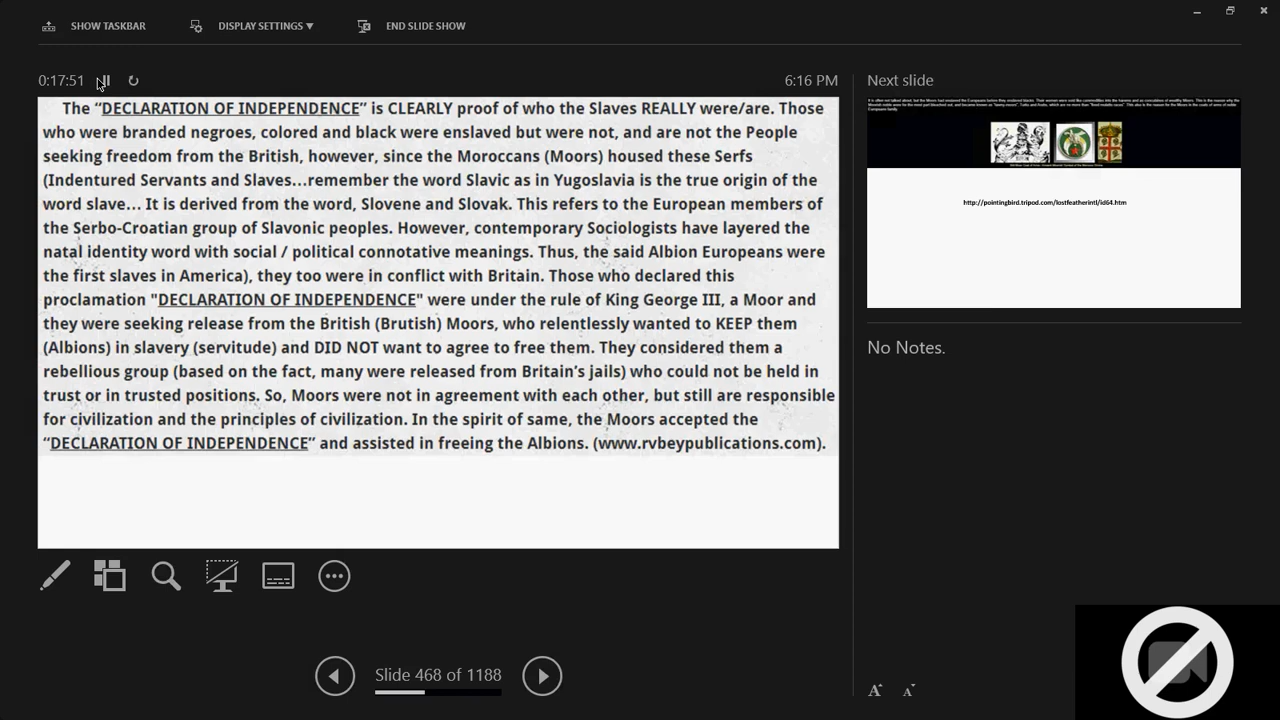 SHOW TASKBAR
DISPLAY SETTINGS ▼
END SLIDE SHOW
0:17:51
6:16 PM
The “DECLARATION OF INDEPENDENCE” is CLEARLY proof of who the Slaves REALLY were/are. Those
who were branded negroes, colored and black were enslaved but were not, and are not the People
seeking freedom from the British, however, since the Moroccans (Moors) housed these Serfs
(Indentured Servants and Slaves...remember the word Slavic as in Yugoslavia is the true origin of the
word slave... It is derived from the word, Slovene and Slovak. This refers to the European members of
the Serbo-Croatian group of Slavonic peoples. However, contemporary Sociologists have layered the
natal identity word with social / political connotative meanings. Thus, the said Albion Europeans were
the first slaves in America), they too were in conflict with Britain. Those who declared this
proclamation "DECLARATION OF INDEPENDENCE" were under the rule of King George III, a Moor and
they were seeking release from the British (Brutish) Moors, who relentlessly wanted to KEEP them
(Albions) in slavery (servitude) and DID NOT want to agree to free them. They considered them a
rebellious group (based on the fact, many were released from Britain’s jails) who could not be held in
trust or in trusted positions. So, Moors were not in agreement with each other, but still are responsible
for civilization and the principles of civilization. In the spirit of same, the Moors accepted the
“DECLARATION OF INDEPENDENCE” and assisted in freeing the Albions. (www.rvbeypublications.com).
Slide 468 of 1188
Next slide
http://pointingbird.tripod.com/lostfeatherintl/id64.htm
No Notes.
A A